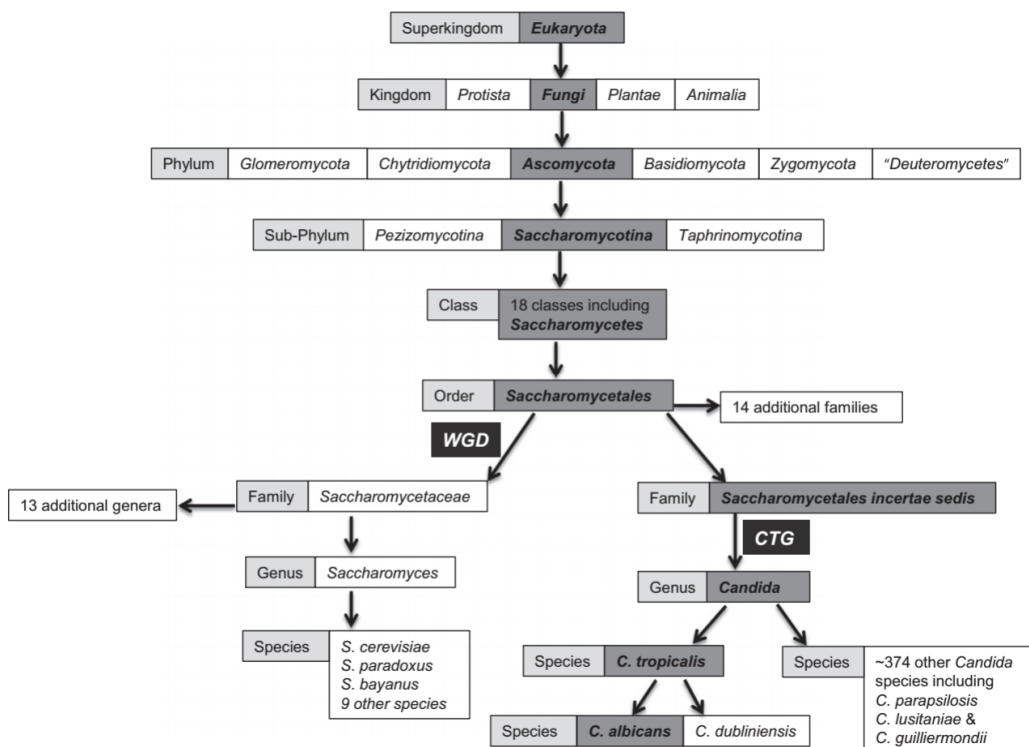 Superkingdom Eukaryota
Kingdom Protista Fungi Plantae Animalia
Phylum Glomeromycota Chytridiomycota Ascomycota Basidiomycota Zygomycota “Deuteromycetes”
Sub-Phylum Pezizomycotina Saccharomycotina Taphrinomycotina
Class 18 classes including
Saccharomycetes
Order Saccharomycetales
14 additional families
WGD
13 additional genera
Family Saccharomycetaceae
Family Saccharomycetales incertae sedis
CTG
Genus Saccharomyces
Genus Candida
Species S. cerevisiae
S. paradoxus
S. bayanus
9 other species
Species C. tropicalis
Species ~374 other Candida
species including
C. parapsilosis
C. lusitaniae &
C. guilliermondii
Species C. albicans C. dubliniensis